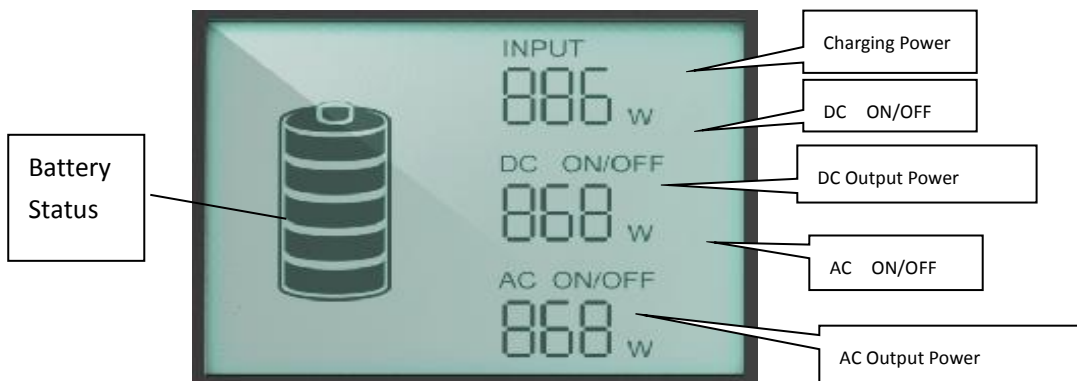 INPUT
886 w
DC ON/OFF
868 w
AC ON/OFF
868 w
Battery
Status
Charging Power
DC ON/OFF
DC Output Power
AC ON/OFF
AC Output Power